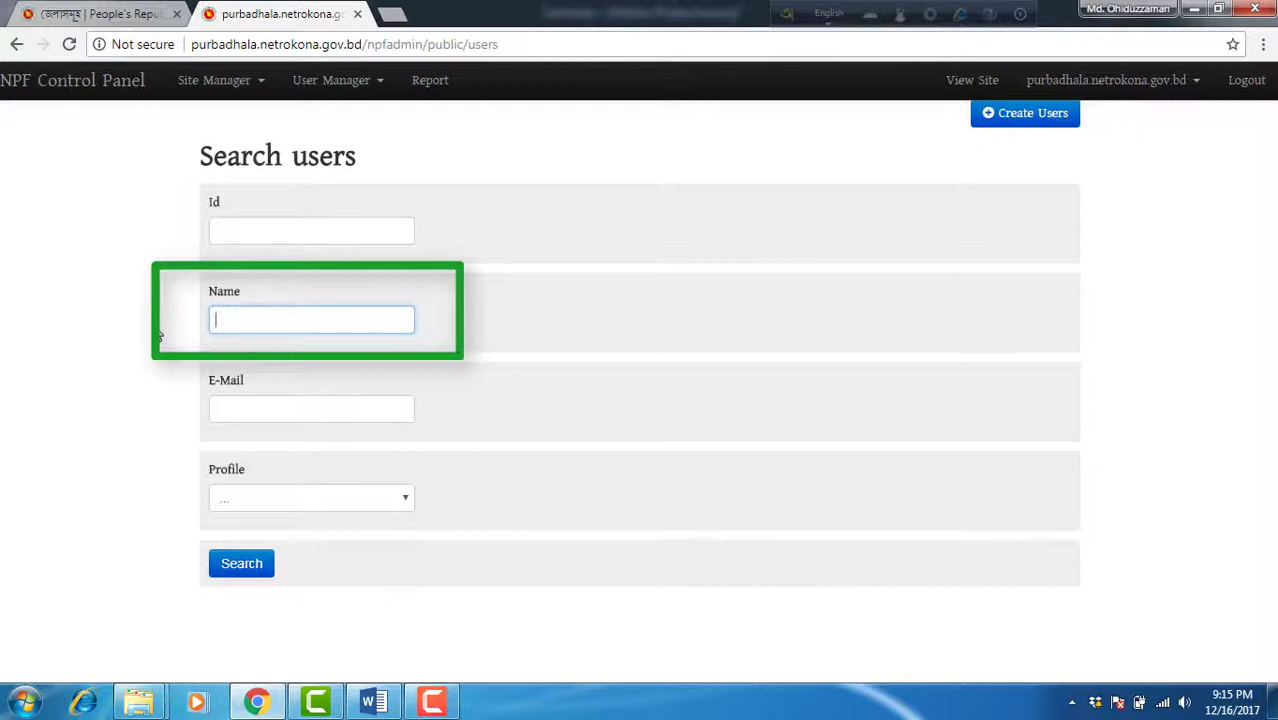 জেলাসমূহ | People's Repu
purbadhala.netrokona.go
English
Md. Ohiduzzaman
Not secure
purbadhala.netrokona.gov.bd/npfadmin/public/users
NPF Control Panel
Site Manager
User Manager
Report
View Site
purbadhala.netrokona.gov.bd
Logout
Create Users
Search users
Id
Name
E-Mail
Profile
...
Search
9:15 PM
12/16/2017